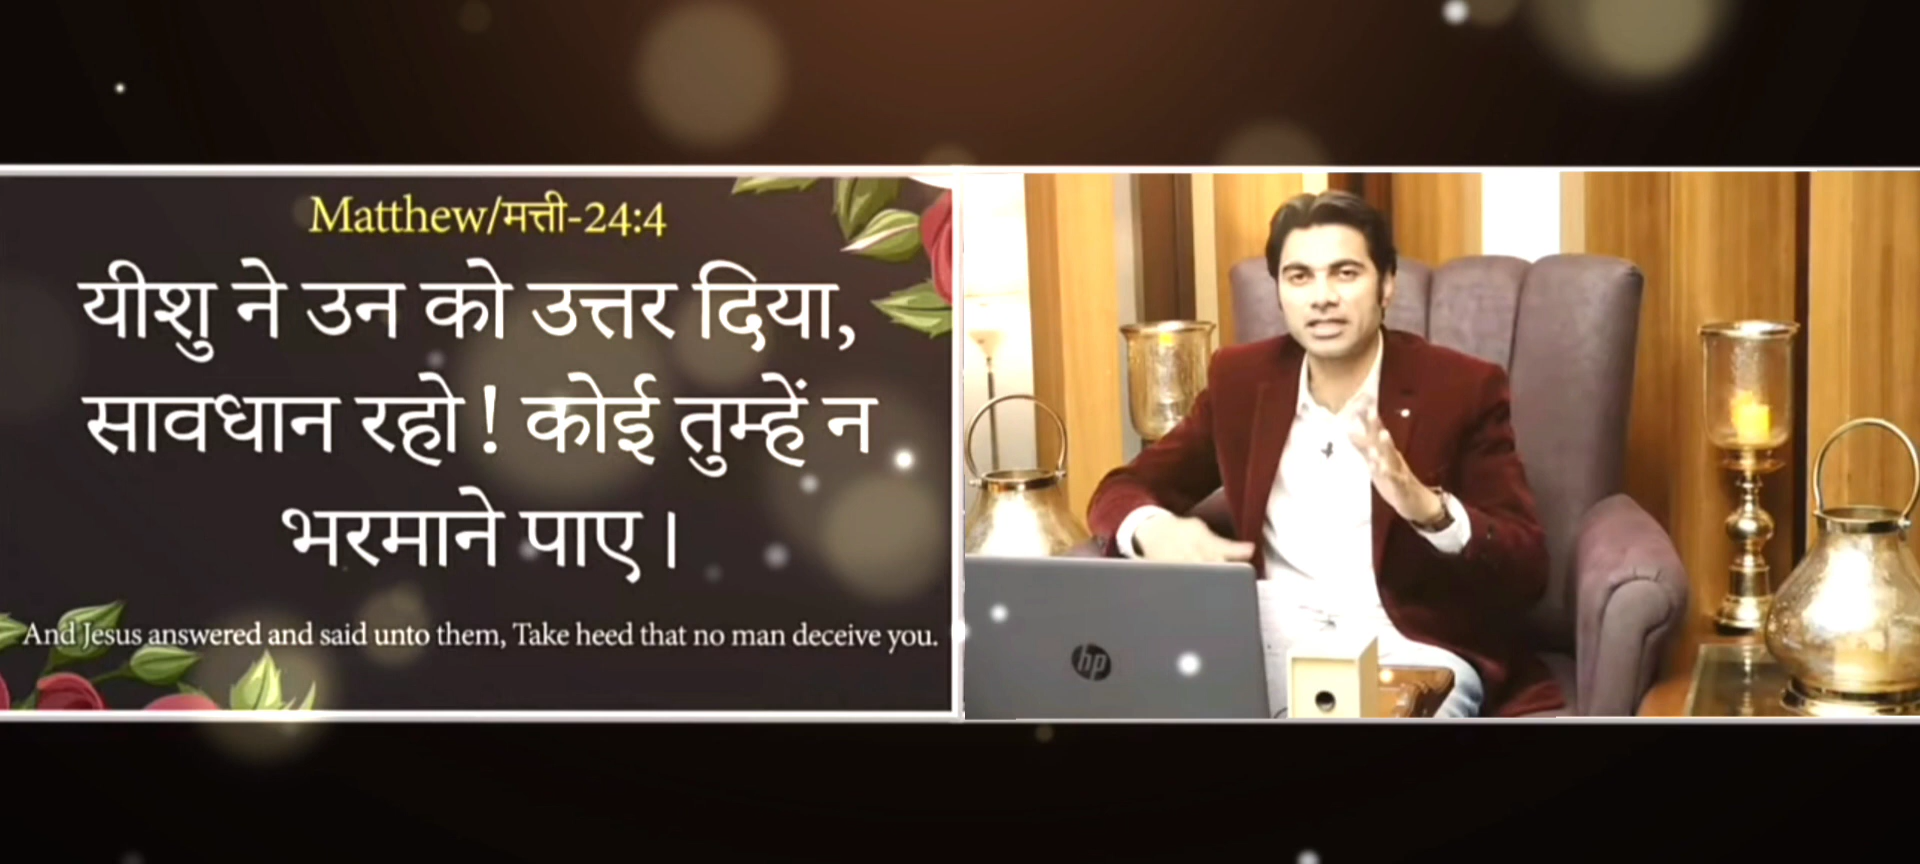 Matthew/मत्ती-24:4
यीशु ने उन को उत्तर दिया,
सावधान रहो ! कोई तुम्हें न
भरमाने पाए ।
And Jesus answered and said unto them, Take heed that no man deceive you.
hp